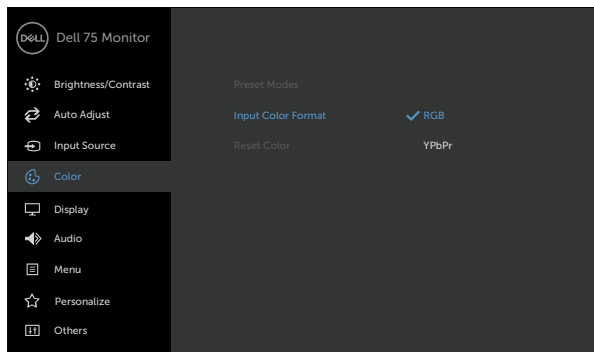 DELL
Dell 75 Monitor
Brightness/Contrast
Auto Adjust
Input Source
Color
Display
Audio
Menu
Personalize
Others
Preset Modes
Input Color Format
RGB
Reset Color
YPbPr